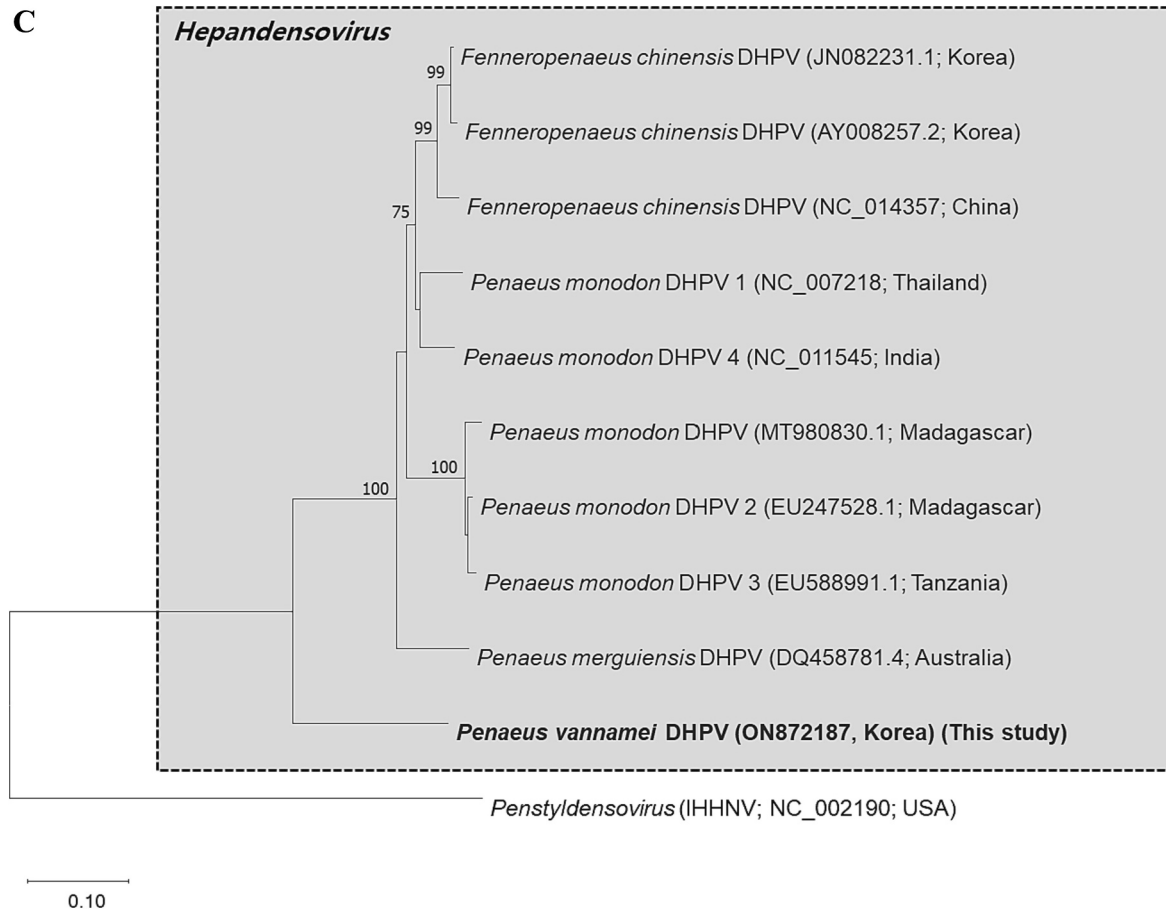 C
Hepandensovirus
Fenneropenaeus chinensis DHPV (JN082231.1; Korea)
99
99
Fenneropenaeus chinensis DHPV (AY008257.2; Korea)
Fenneropenaeus chinensis DHPV (NC_014357; China)
75
Penaeus monodon DHPV 1 (NC_007218; Thailand)
Penaeus monodon DHPV 4 (NC_011545; India)
Penaeus monodon DHPV (MT980830.1; Madagascar)
100
100
Penaeus monodon DHPV 2 (EU247528.1; Madagascar)
Penaeus monodon DHPV 3 (EU588991.1; Tanzania)
Penaeus merguiensis DHPV (DQ458781.4; Australia)
Penaeus vannamei DHPV (ON872187, Korea) (This study)
Penstyldensovirus (IHHNV; NC_002190; USA)
0.10